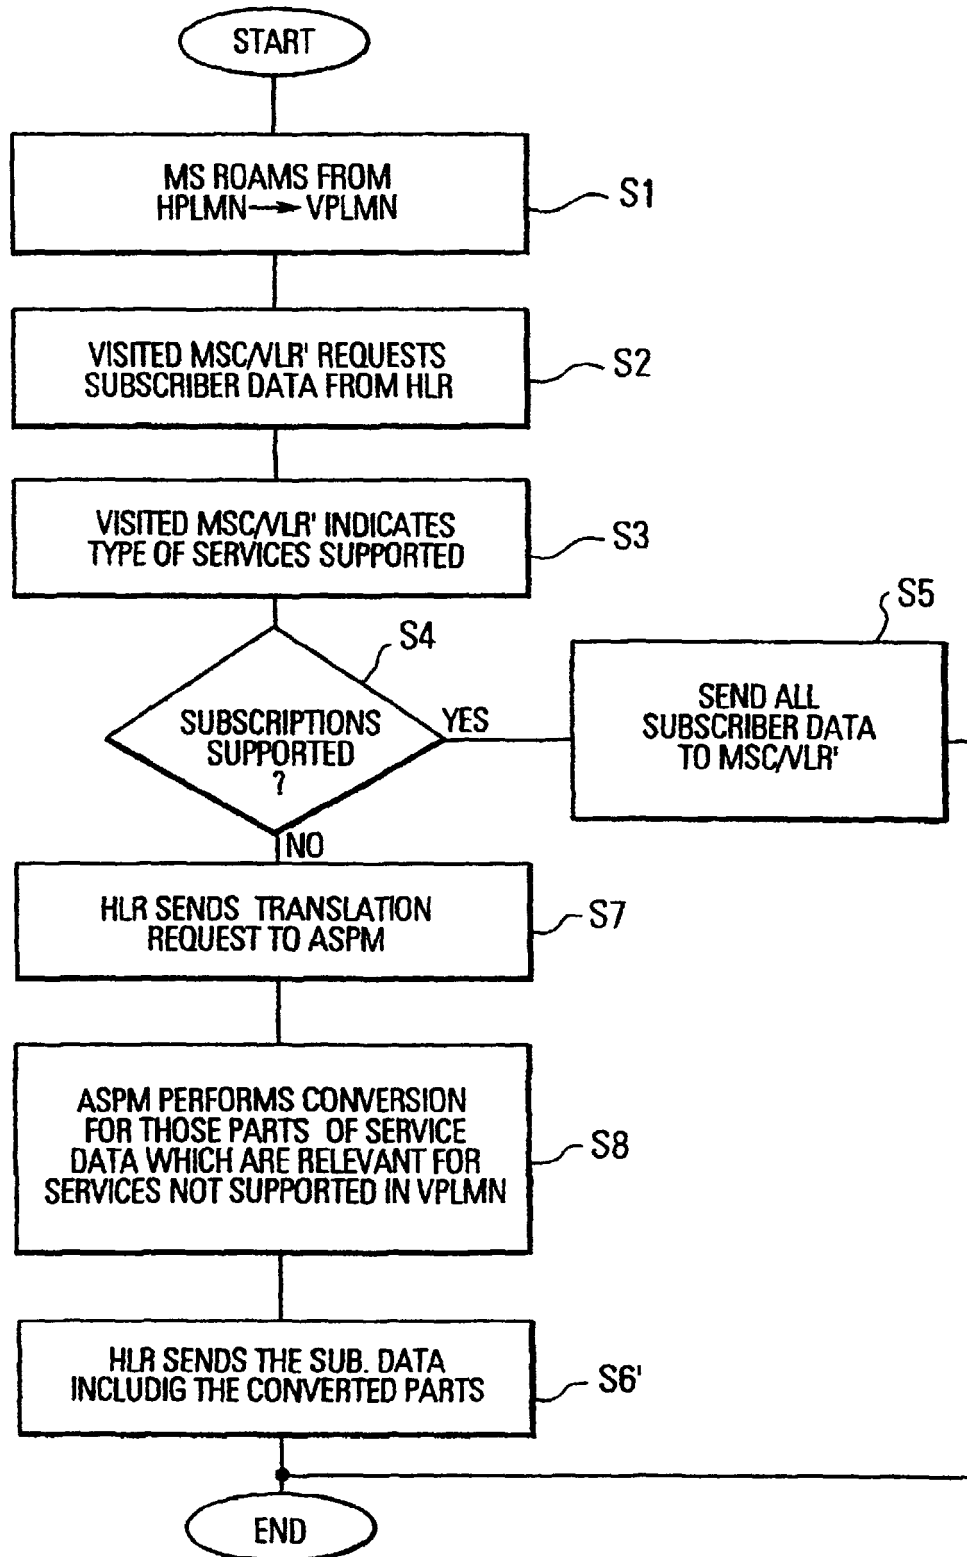 START
MS ROAMS FROM
HPLMN → VPLMN
S1
VISITED MSC/VLR' REQUESTS
SUBSCRIBER DATA FROM HLR
S2
VISITED MSC/VLR' INDICATES
TYPE OF SERVICES SUPPORTED
S3
S4
SUBSCRIPTIONS
SUPPORTED
?
YES
S5
SEND ALL
SUBSCRIBER DATA
TO MSC/VLR'
NO
HLR SENDS TRANSLATION
REQUEST TO ASPM
S7
ASPM PERFORMS CONVERSION
FOR THOSE PARTS OF SERVICE
DATA WHICH ARE RELEVANT FOR
SERVICES NOT SUPPORTED IN VPLMN
S8
HLR SENDS THE SUB. DATA
INCLUDIG THE CONVERTED PARTS
S6'
END